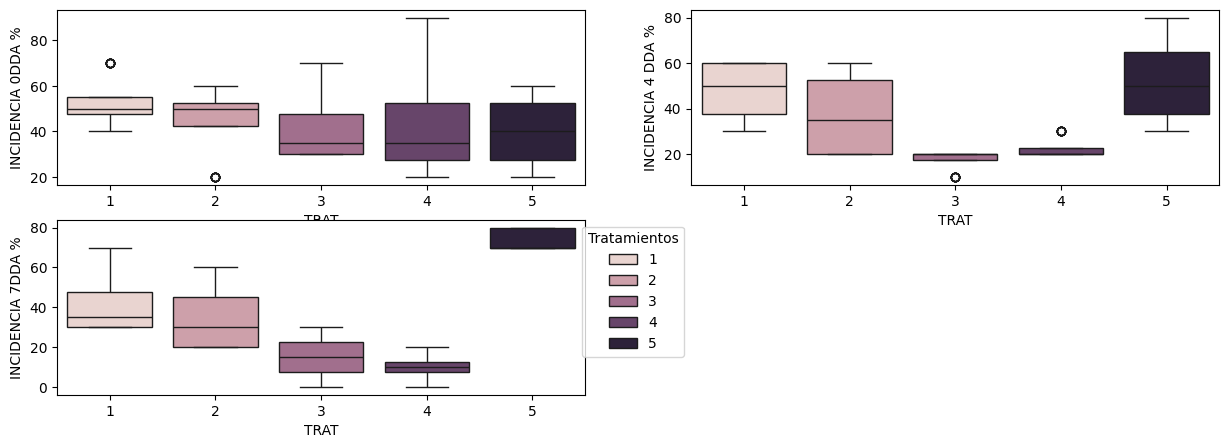 INCIDENCIA 0DDA %
80
60
40
20
1 2 3 4 5
TRAT
INCIDENCIA 4 DDA %
80
60
40
20
1 2 3 4 5
TRAT
INCIDENCIA 7DDA %
80
60
40
20
0
1 2 3 4 5
TRAT
Tratamientos
1
2
3
4
5